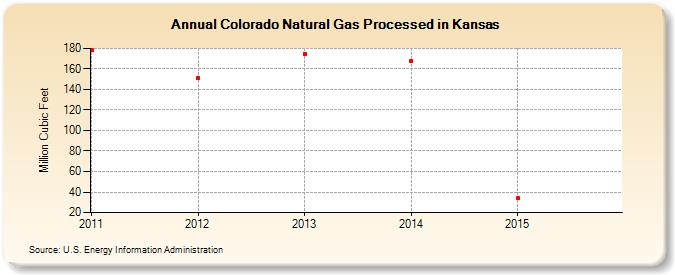 Annual Colorado Natural Gas Processed in Kansas
Million Cubic Feet
180
160
140
120
100
80
60
40
20
2011 2012 2013 2014 2015
Source: U.S. Energy Information Administration